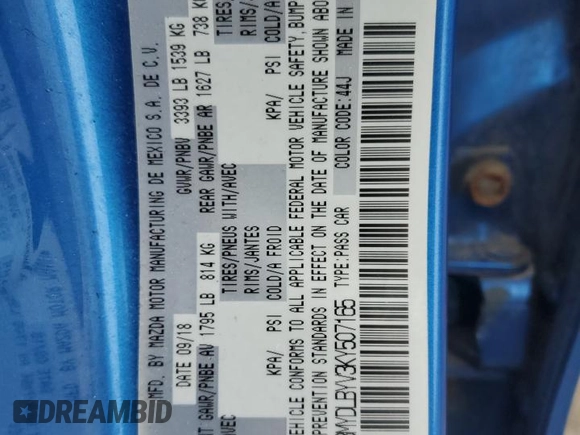 MFD. BY MAZDA MOTOR MANUFACTURING DE MEXICO S.A. DE C.V.
DATE 09/18 GVWR/PNBV 3393 LB 1539 KG
GAWR/PNBE AV 1795 LB 814 KG REAR GAWR/PNBE AR 1627 LB 738
TIRES/PNEUS WITH/AVEC TIRES/
RIMS/JANTES RIMS/
KPA/ PSI COLD/A FROID KPA/ PSI COLD/A
VEHICLE CONFORMS TO ALL APPLICABLE FEDERAL MOTOR VEHICLE SAFETY, BUMP
PREVENTION STANDARDS IN EFFECT ON THE DATE OF MANUFACTURE SHOWN ABO
MYDLBYV3KY507165 TYPE:PASS CAR COLOR CODE:44J MADE IN
DREAMBID